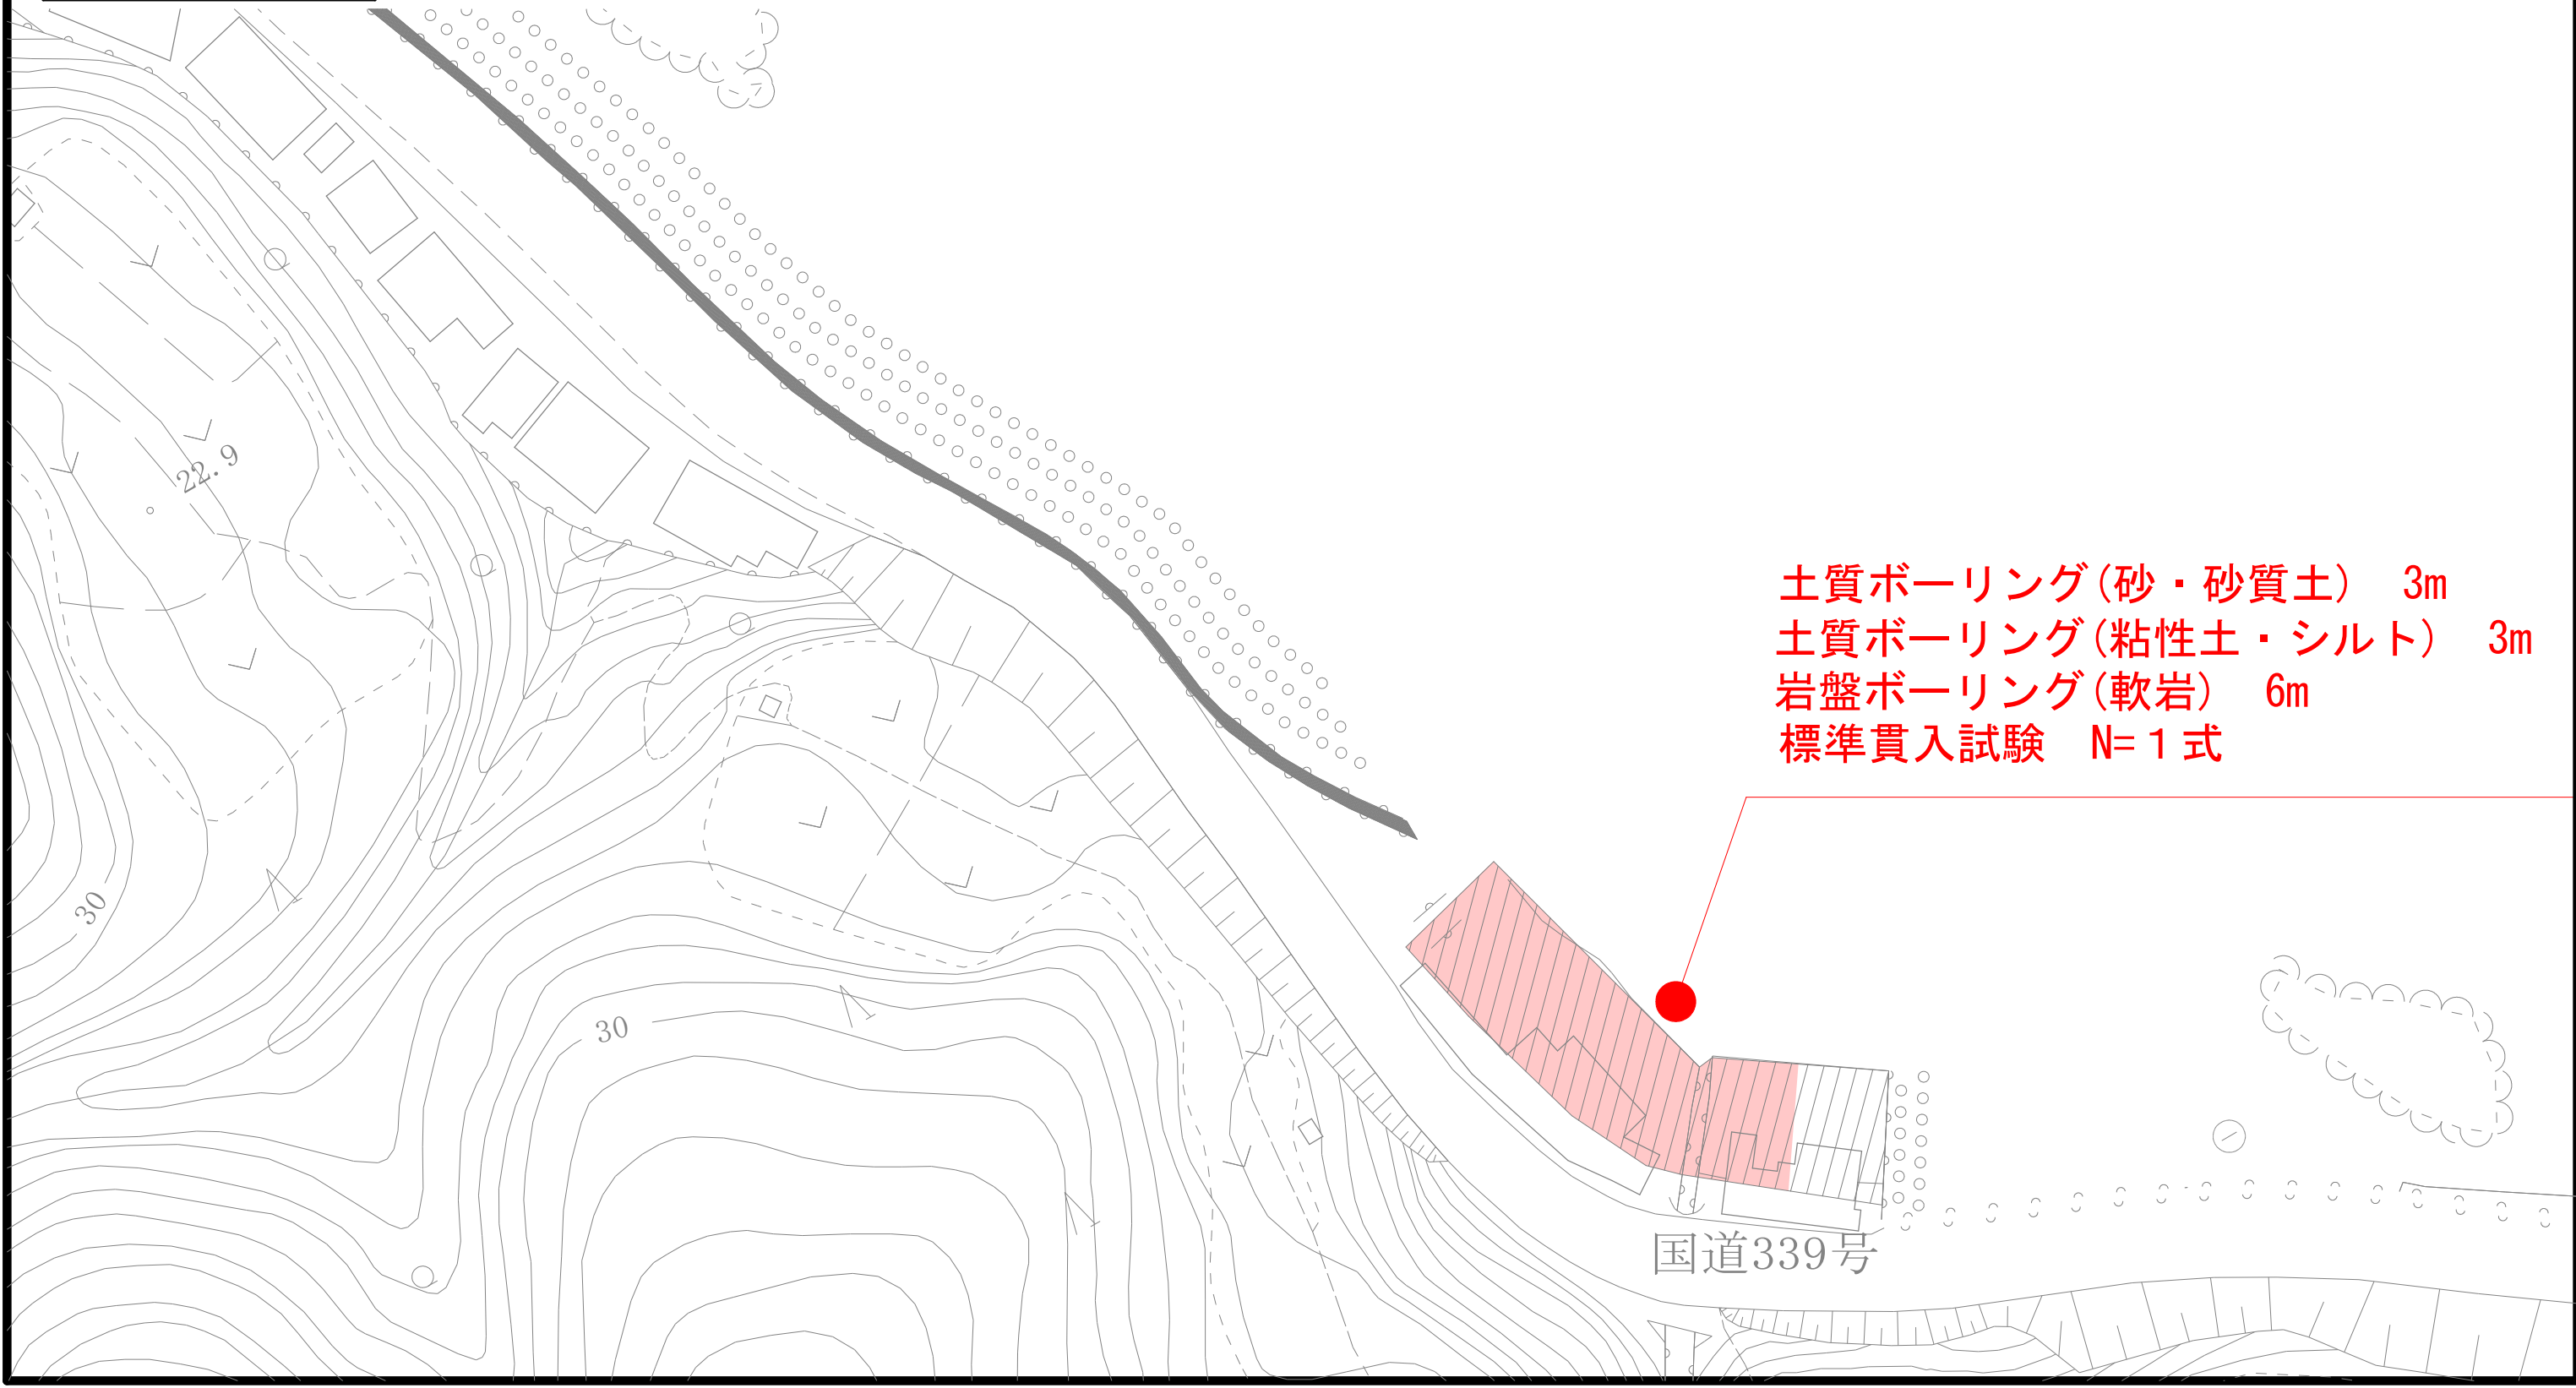 22.9
土質ボーリング(砂・砂質土)　3m
土質ボーリング(粘性土・シルト)　3m
岩盤ボーリング(軟岩)　6m
標準貫入試験　N=１式
30
30
国道339号